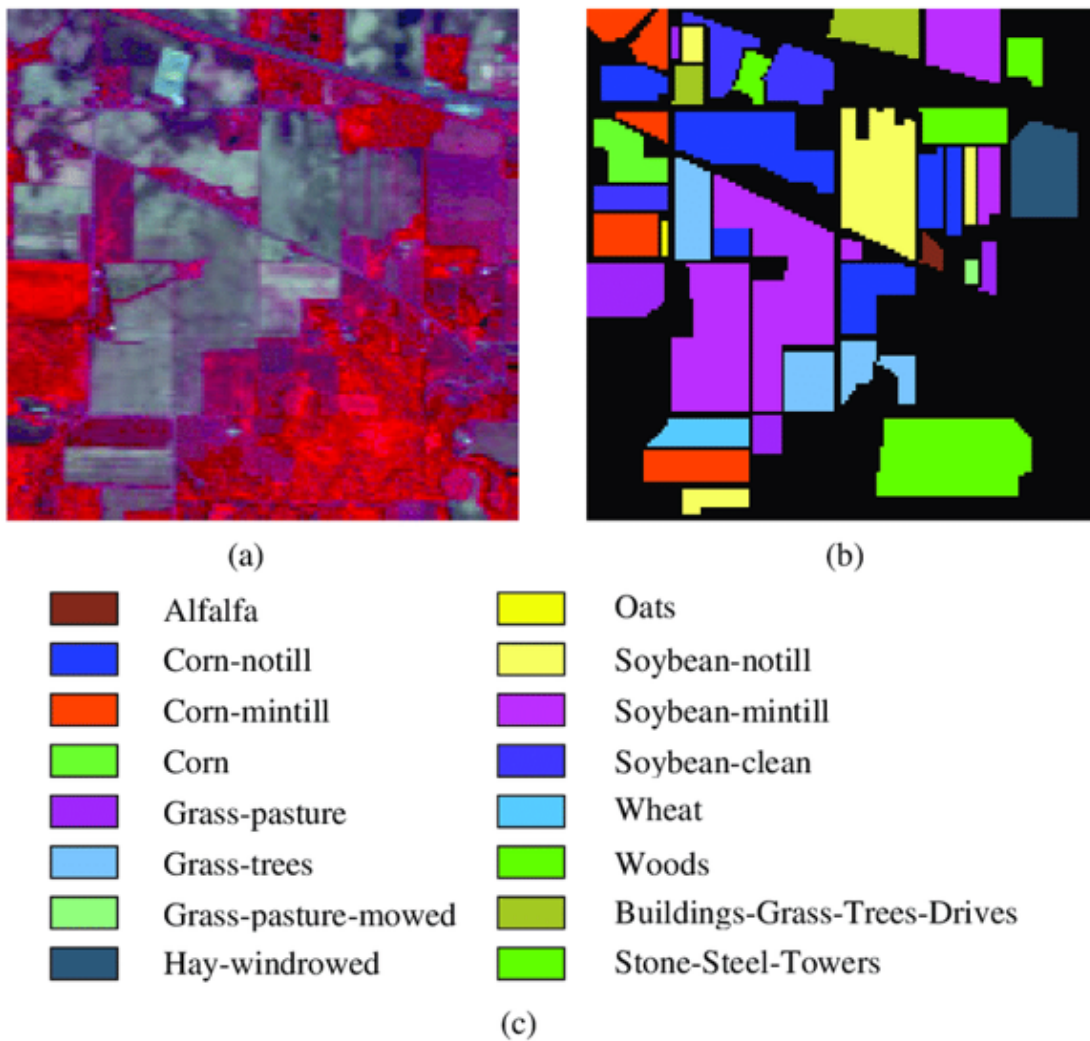 (a)
(b)
Alfalfa
Corn-notill
Corn-mintill
Corn
Grass-pasture
Grass-trees
Grass-pasture-mowed
Hay-windrowed
Oats
Soybean-notill
Soybean-mintill
Soybean-clean
Wheat
Woods
Buildings-Grass-Trees-Drives
Stone-Steel-Towers
(c)